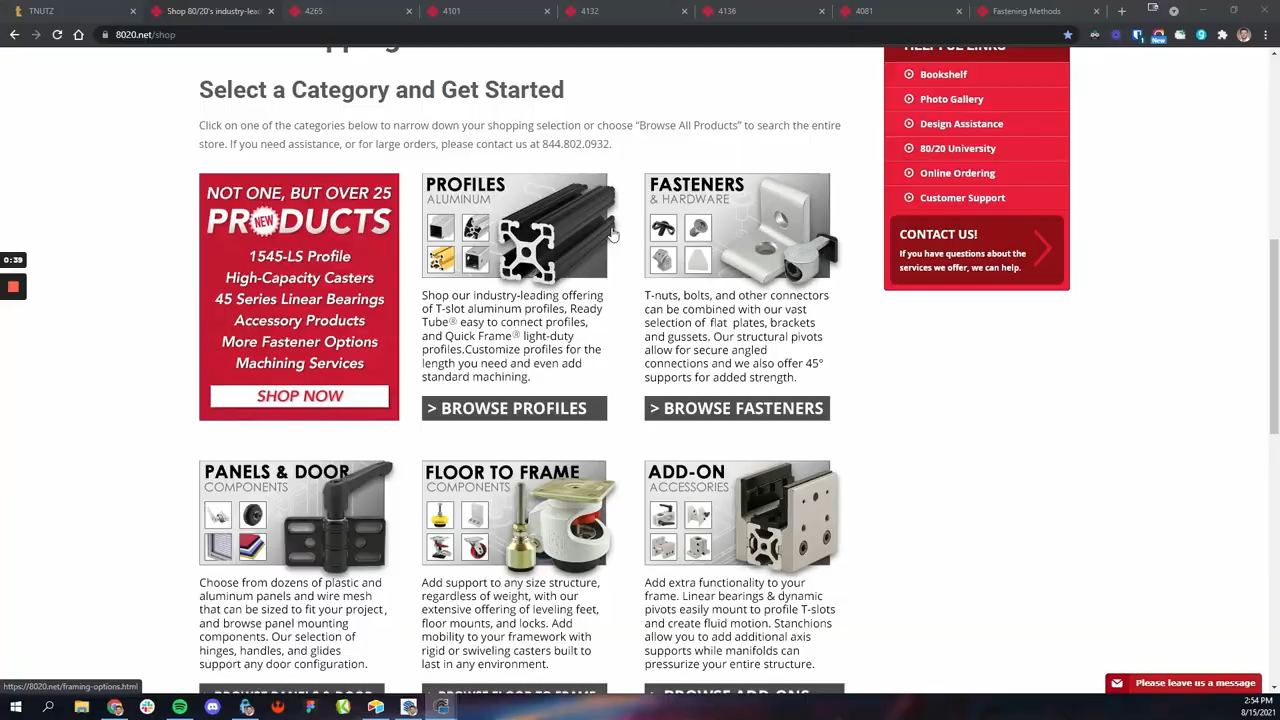 TNUTZ
Shop 80/20's industry-lead
4265
4101
4132
4136
4081
Fastening Methods
8020.net/shop
New
Select a Category and Get Started
Click on one of the categories below to narrow down your shopping selection or choose “Browse All Products” to search the entire
store. If you need assistance, or for large orders, please contact us at 844.802.0932.
HELPFUL LINKS
Bookshelf
Photo Gallery
Design Assistance
80/20 University
Online Ordering
Customer Support
CONTACT US!
If you have questions about the
services we offer, we can help.
0:39
NOT ONE, BUT OVER 25
NEW
PRODUCTS
1545-LS Profile
High-Capacity Casters
45 Series Linear Bearings
Accessory Products
More Fastener Options
Machining Services
SHOP NOW
PROFILES
ALUMINUM
Shop our industry-leading offering
of T-slot aluminum profiles, Ready
Tube® easy to connect profiles,
and Quick Frame® light-duty
profiles.Customize profiles for the
length you need and even add
standard machining.
> BROWSE PROFILES
FASTENERS
& HARDWARE
T-nuts, bolts, and other connectors
can be combined with our vast
selection of flat plates, brackets
and gussets. Our structural pivots
allow for secure angled
connections and we also offer 45°
supports for added strength.
> BROWSE FASTENERS
PANELS & DOOR
COMPONENTS
Choose from dozens of plastic and
aluminum panels and wire mesh
that can be sized to fit your project,
and browse panel mounting
components. Our selection of
hinges, handles, and glides
support any door configuration.
> BROWSE PANELS & DOOR
FLOOR TO FRAME
COMPONENTS
Add support to any size structure,
regardless of weight, with our
extensive offering of leveling feet,
floor mounts, and locks. Add
mobility to your framework with
rigid or swiveling casters built to
last in any environment.
> BROWSE FLOOR TO FRAME
ADD-ON
ACCESSORIES
Add extra functionality to your
frame. Linear bearings & dynamic
pivots easily mount to profile T-slots
and create fluid motion. Stanchions
allow you to add additional axis
supports while manifolds can
pressurize your entire structure.
> BROWSE ADD-ONS
https://8020.net/framing-options.html
Please leave us a message
2:54 PM
8/15/2021